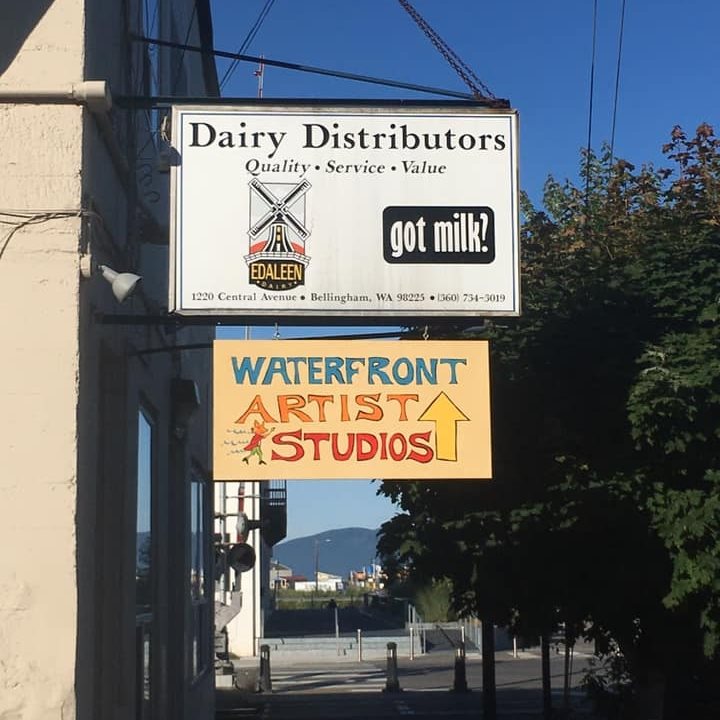 Dairy Distributors
Quality • Service • Value
got milk?
EDALEEN
DAIRY
1220 Central Avenue • Bellingham, WA 98225 • (360) 734-3019
WATERFRONT
ARTIST
STUDIOS